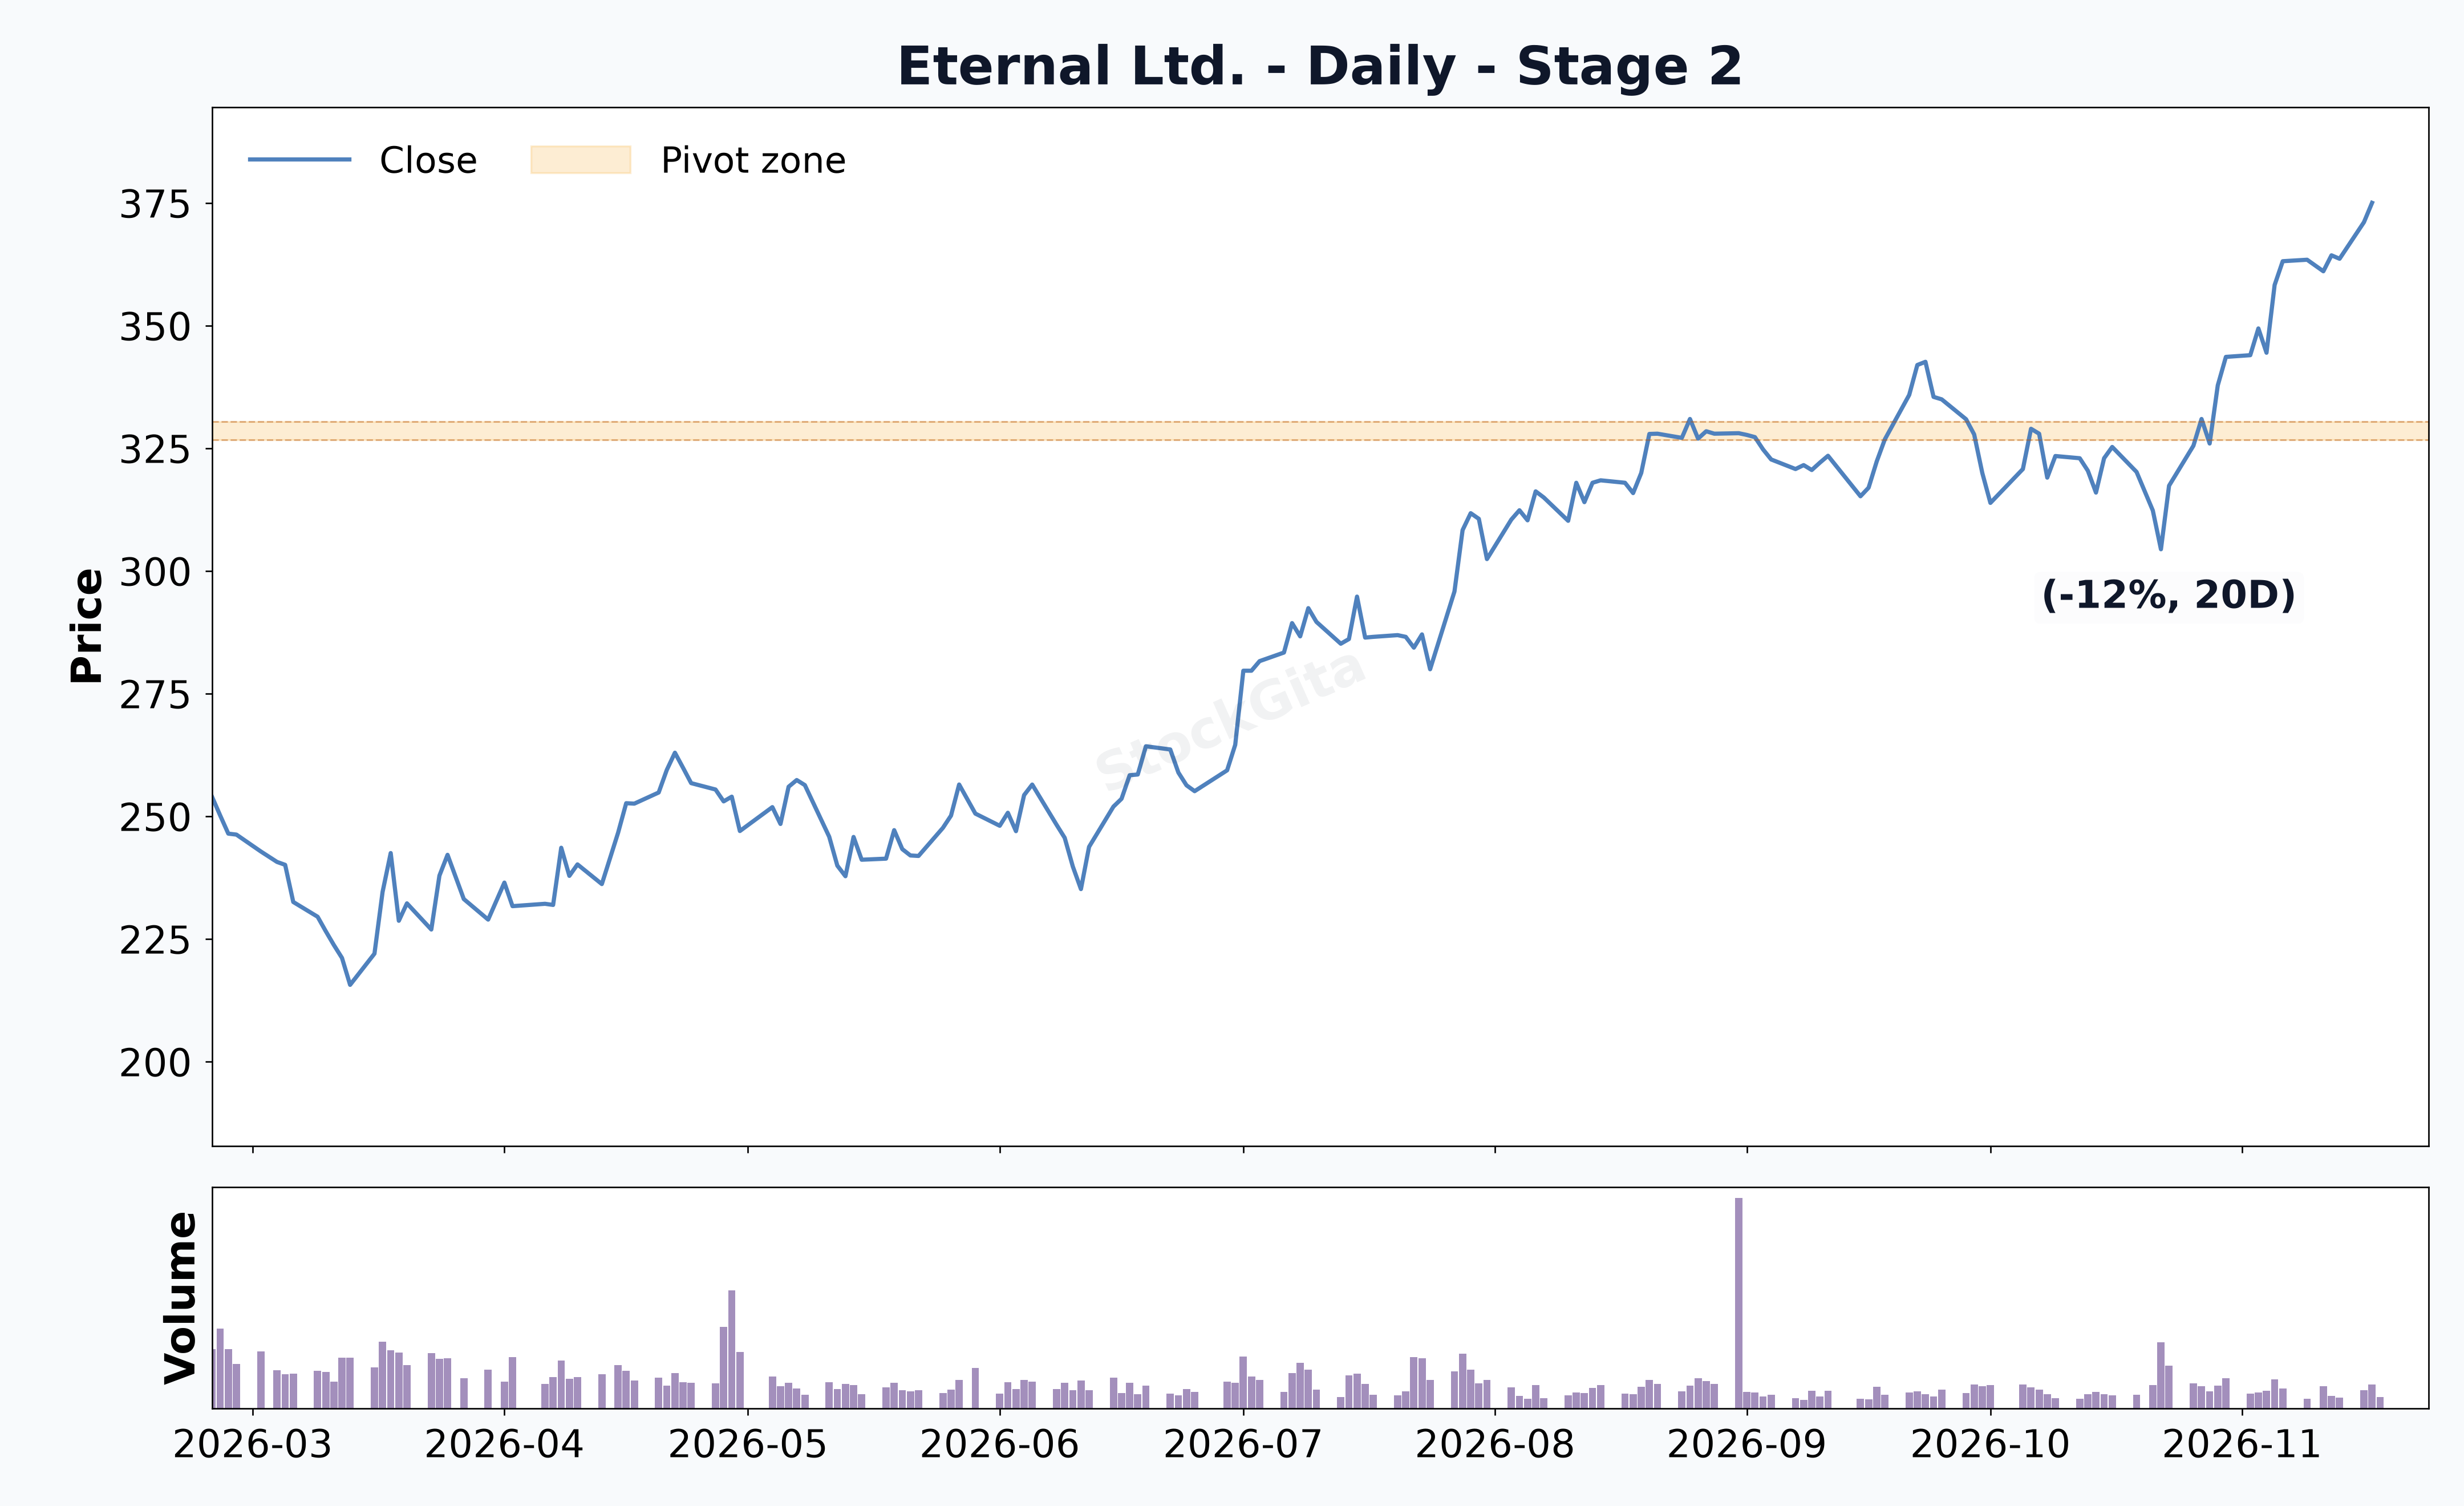 Eternal Ltd. - Daily - Stage 2
Close
Pivot zone
375
350
325
300
275
250
225
200
Price
(-12%, 20D)
StockGita
Volume
2026-03
2026-04
2026-05
2026-06
2026-07
2026-08
2026-09
2026-10
2026-11